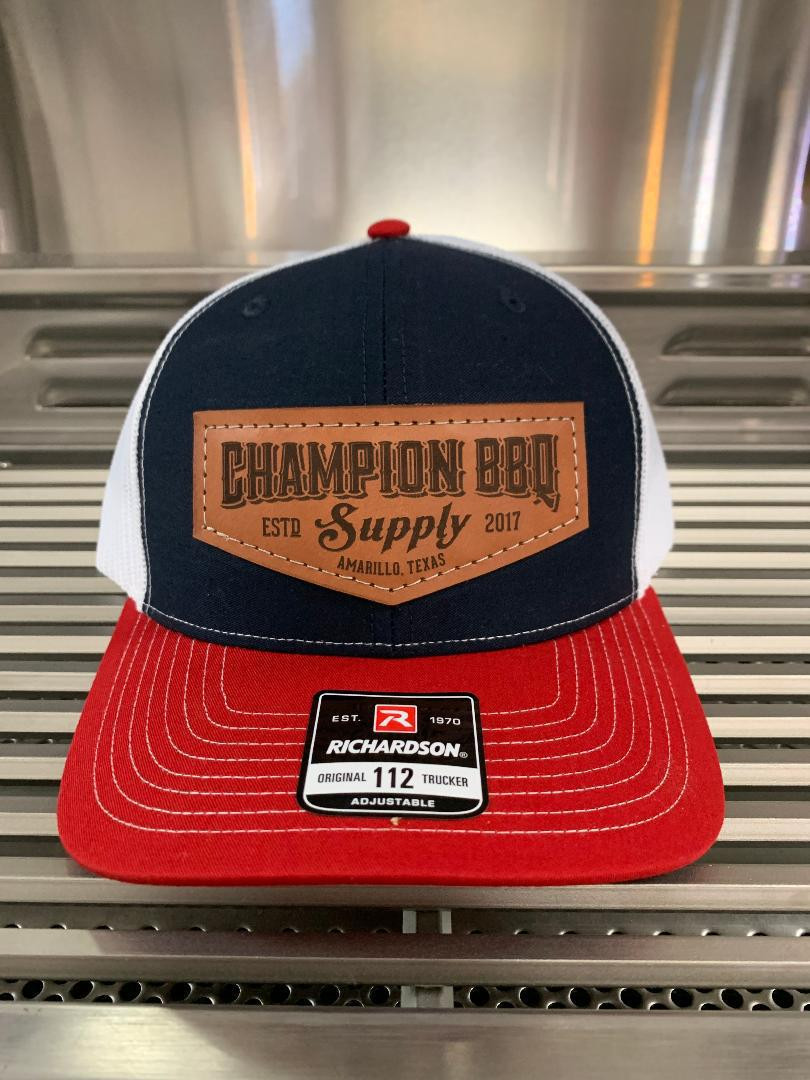 CHAMPION BBQ
ESTD Supply 2017
AMARILLO, TEXAS
EST. R 1970
RICHARDSON®
ORIGINAL 112 TRUCKER
ADJUSTABLE